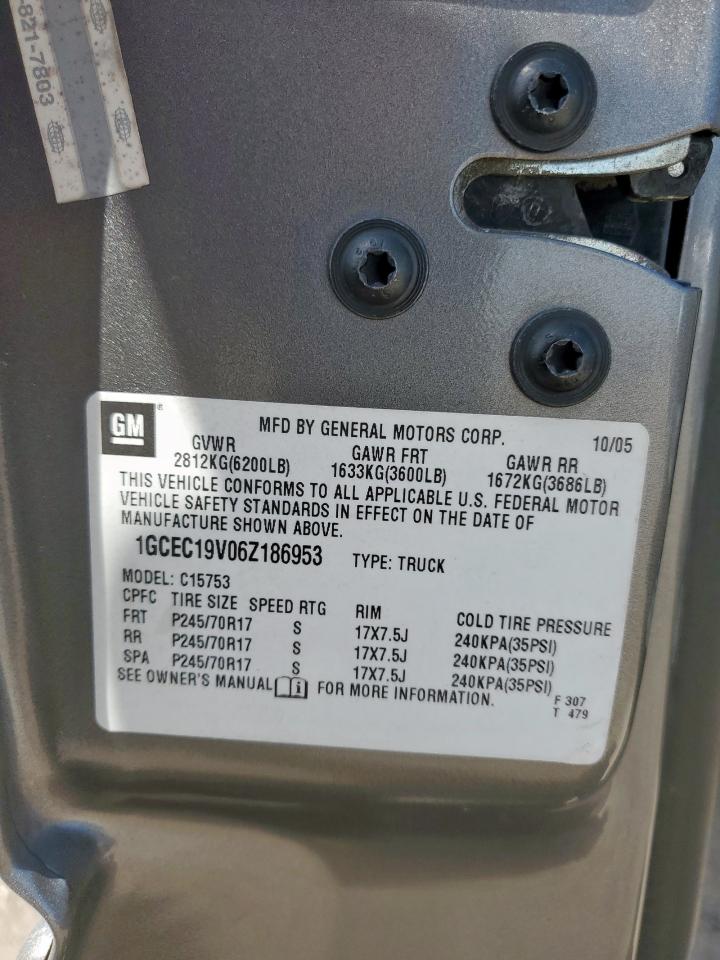 821-7803
GM ®
MFD BY GENERAL MOTORS CORP. 10/05
GVWR GAWR FRT GAWR RR
2812KG(6200LB) 1633KG(3600LB) 1672KG(3686LB)
THIS VEHICLE CONFORMS TO ALL APPLICABLE U.S. FEDERAL MOTOR
VEHICLE SAFETY STANDARDS IN EFFECT ON THE DATE OF
MANUFACTURE SHOWN ABOVE.
1GCEC19V06Z186953 TYPE: TRUCK
MODEL: C15753
CPFC TIRE SIZE SPEED RTG RIM COLD TIRE PRESSURE
FRT P245/70R17 S 17X7.5J 240KPA(35PSI)
RR P245/70R17 S 17X7.5J 240KPA(35PSI)
SPA P245/70R17 S 17X7.5J 240KPA(35PSI)
SEE OWNER'S MANUAL i FOR MORE INFORMATION.
F 307
T 479